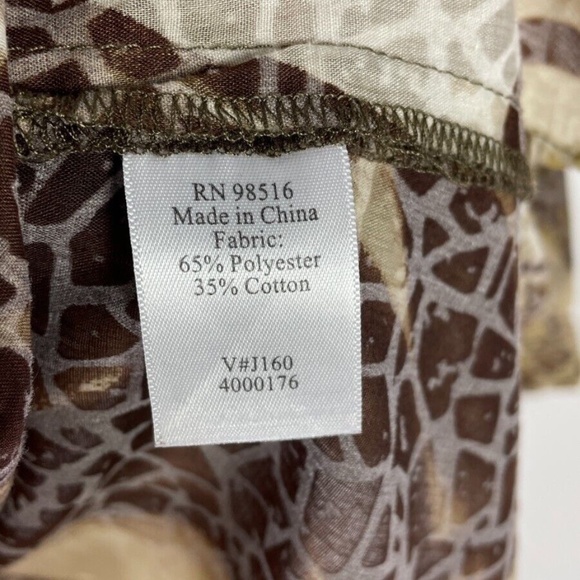 RN 98516
Made in China
Fabric:
65% Polyester
35% Cotton
V#J160
4000176